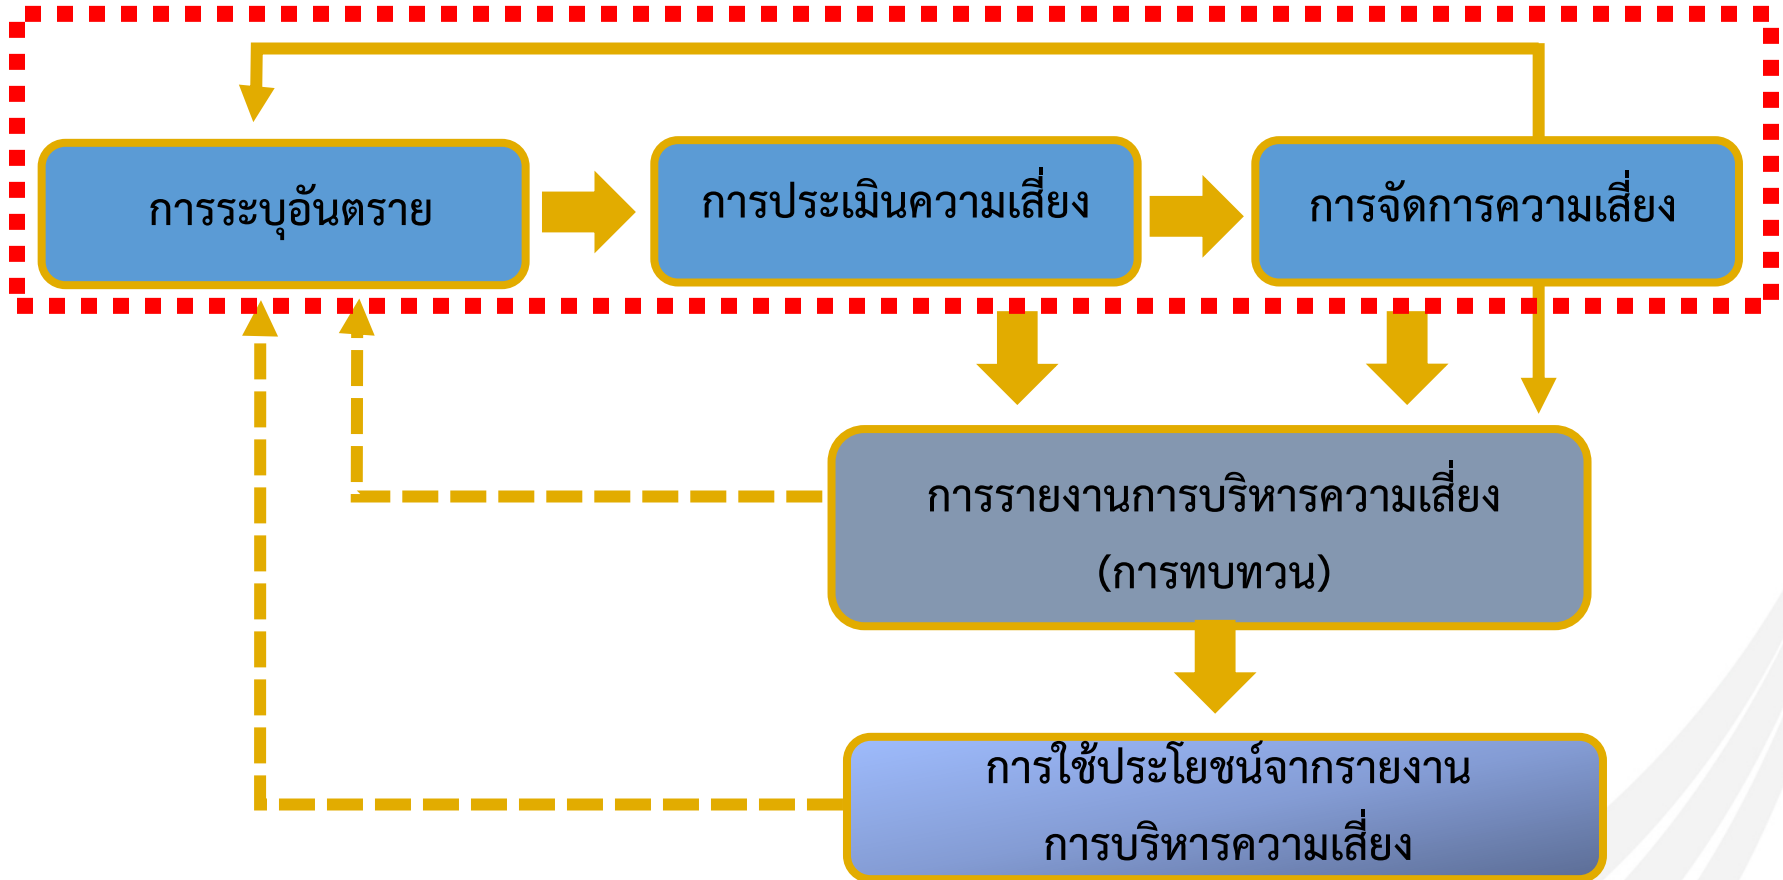 การระบุอันตราย
การประเมินความเสี่ยง
การจัดการความเสี่ยง
การรายงานการบริหารความเสี่ยง
(การทบทวน)
การใช้ประโยชน์จากรายงาน
การบริหารความเสี่ยง